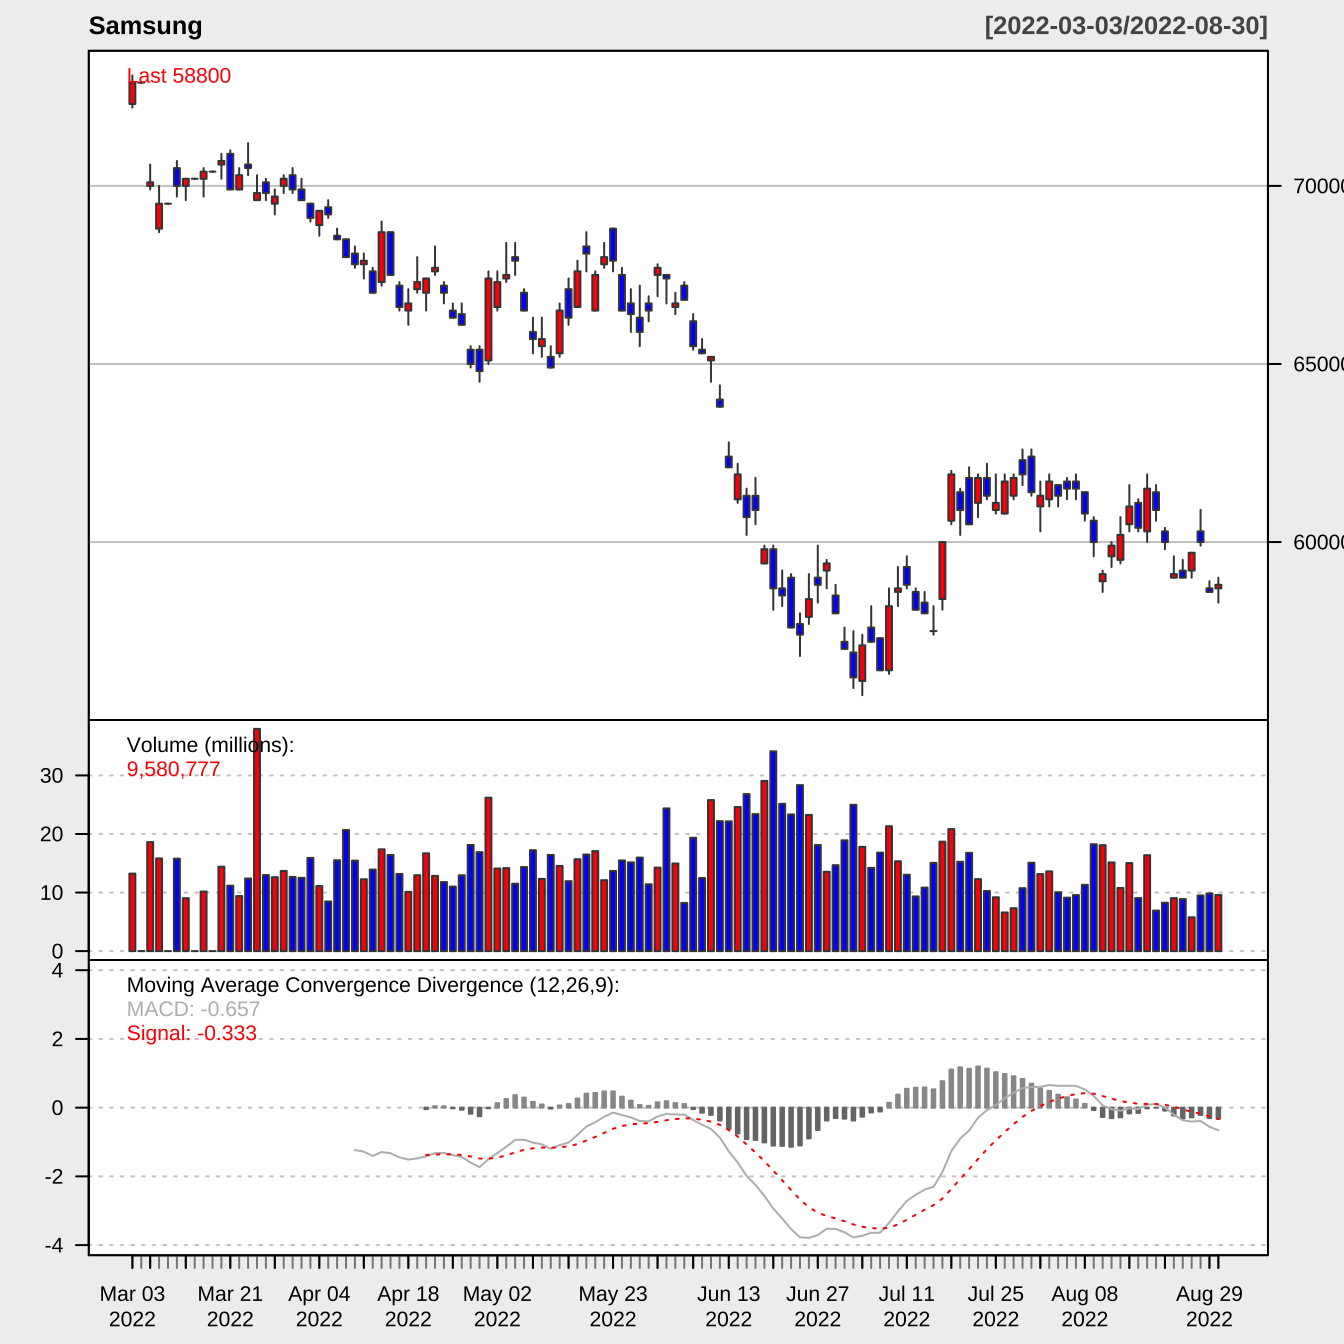 Samsung
[2022-03-03/2022-08-30]
Last 58800
70000
65000
60000
Volume (millions):
9,580,777
30
20
10
0
Moving Average Convergence Divergence (12,26,9):
MACD: -0.657
Signal: -0.333
4
2
0
-2
-4
Mar 03 2022
Mar 21 2022
Apr 04 2022
Apr 18 2022
May 02 2022
May 23 2022
Jun 13 2022
Jun 27 2022
Jul 11 2022
Jul 25 2022
Aug 08 2022
Aug 29 2022